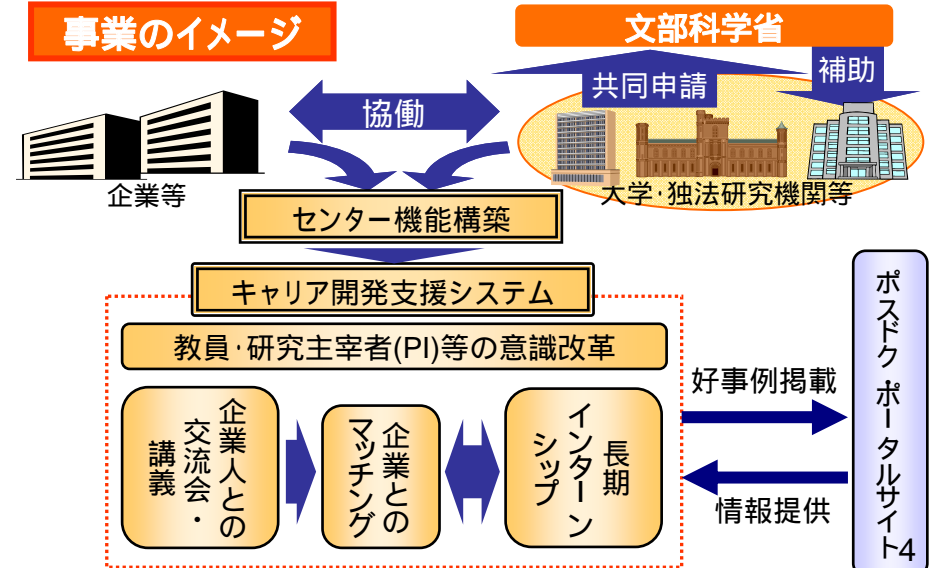 事業のイメージ
文部科学省
共同申請
補助
協働
企業等
大学･独法研究機関等
センター機能構築
キャリア開発支援システム
教員･研究主宰者(PI)等の意識改革
企業人との
交流会・
講義
企業との
マッチング
長期
インターン
シップ
好事例掲載
情報提供
ポスドク・ポータルサイト
4